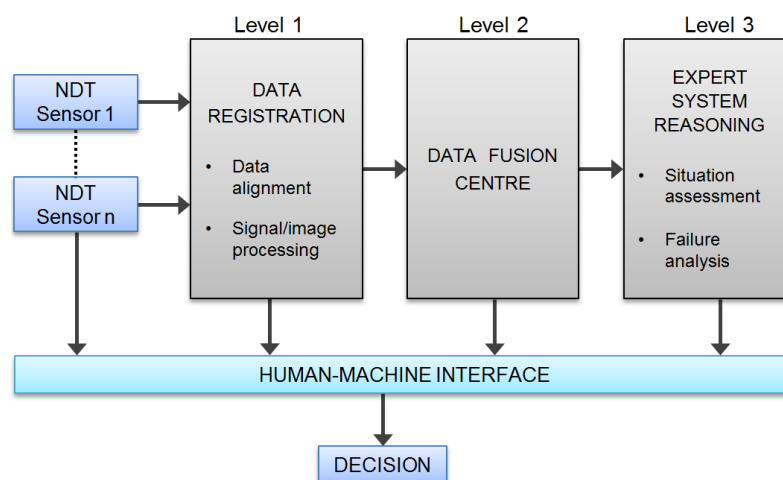 Level 1
Level 2
Level 3
NDT
Sensor 1
NDT
Sensor n
DATA
REGISTRATION
• Data
alignment
• Signal/image
processing
DATA FUSION
CENTRE
EXPERT
SYSTEM
REASONING
• Situation
assessment
• Failure
analysis
HUMAN-MACHINE INTERFACE
DECISION